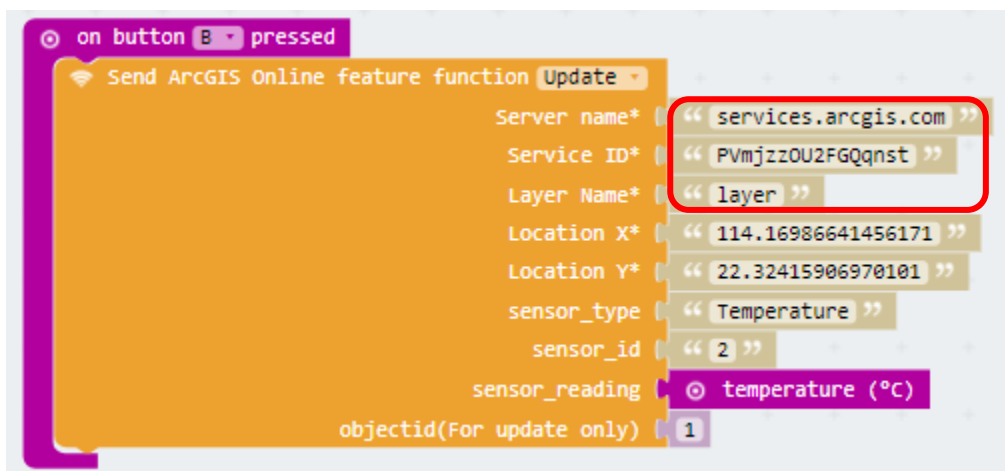 on button B pressed
Send ArcGIS Online feature function Update
Server name* “ services.arcgis.com ”
Service ID* “ PVmjzzOU2FGQqnst ”
Layer Name* “ layer ”
Location X* “ 114.16986641456171 ”
Location Y* “ 22.32415906970101 ”
sensor_type “ Temperature ”
sensor_id “ 2 ”
sensor_reading temperature (°C)
objectid(For update only) 1